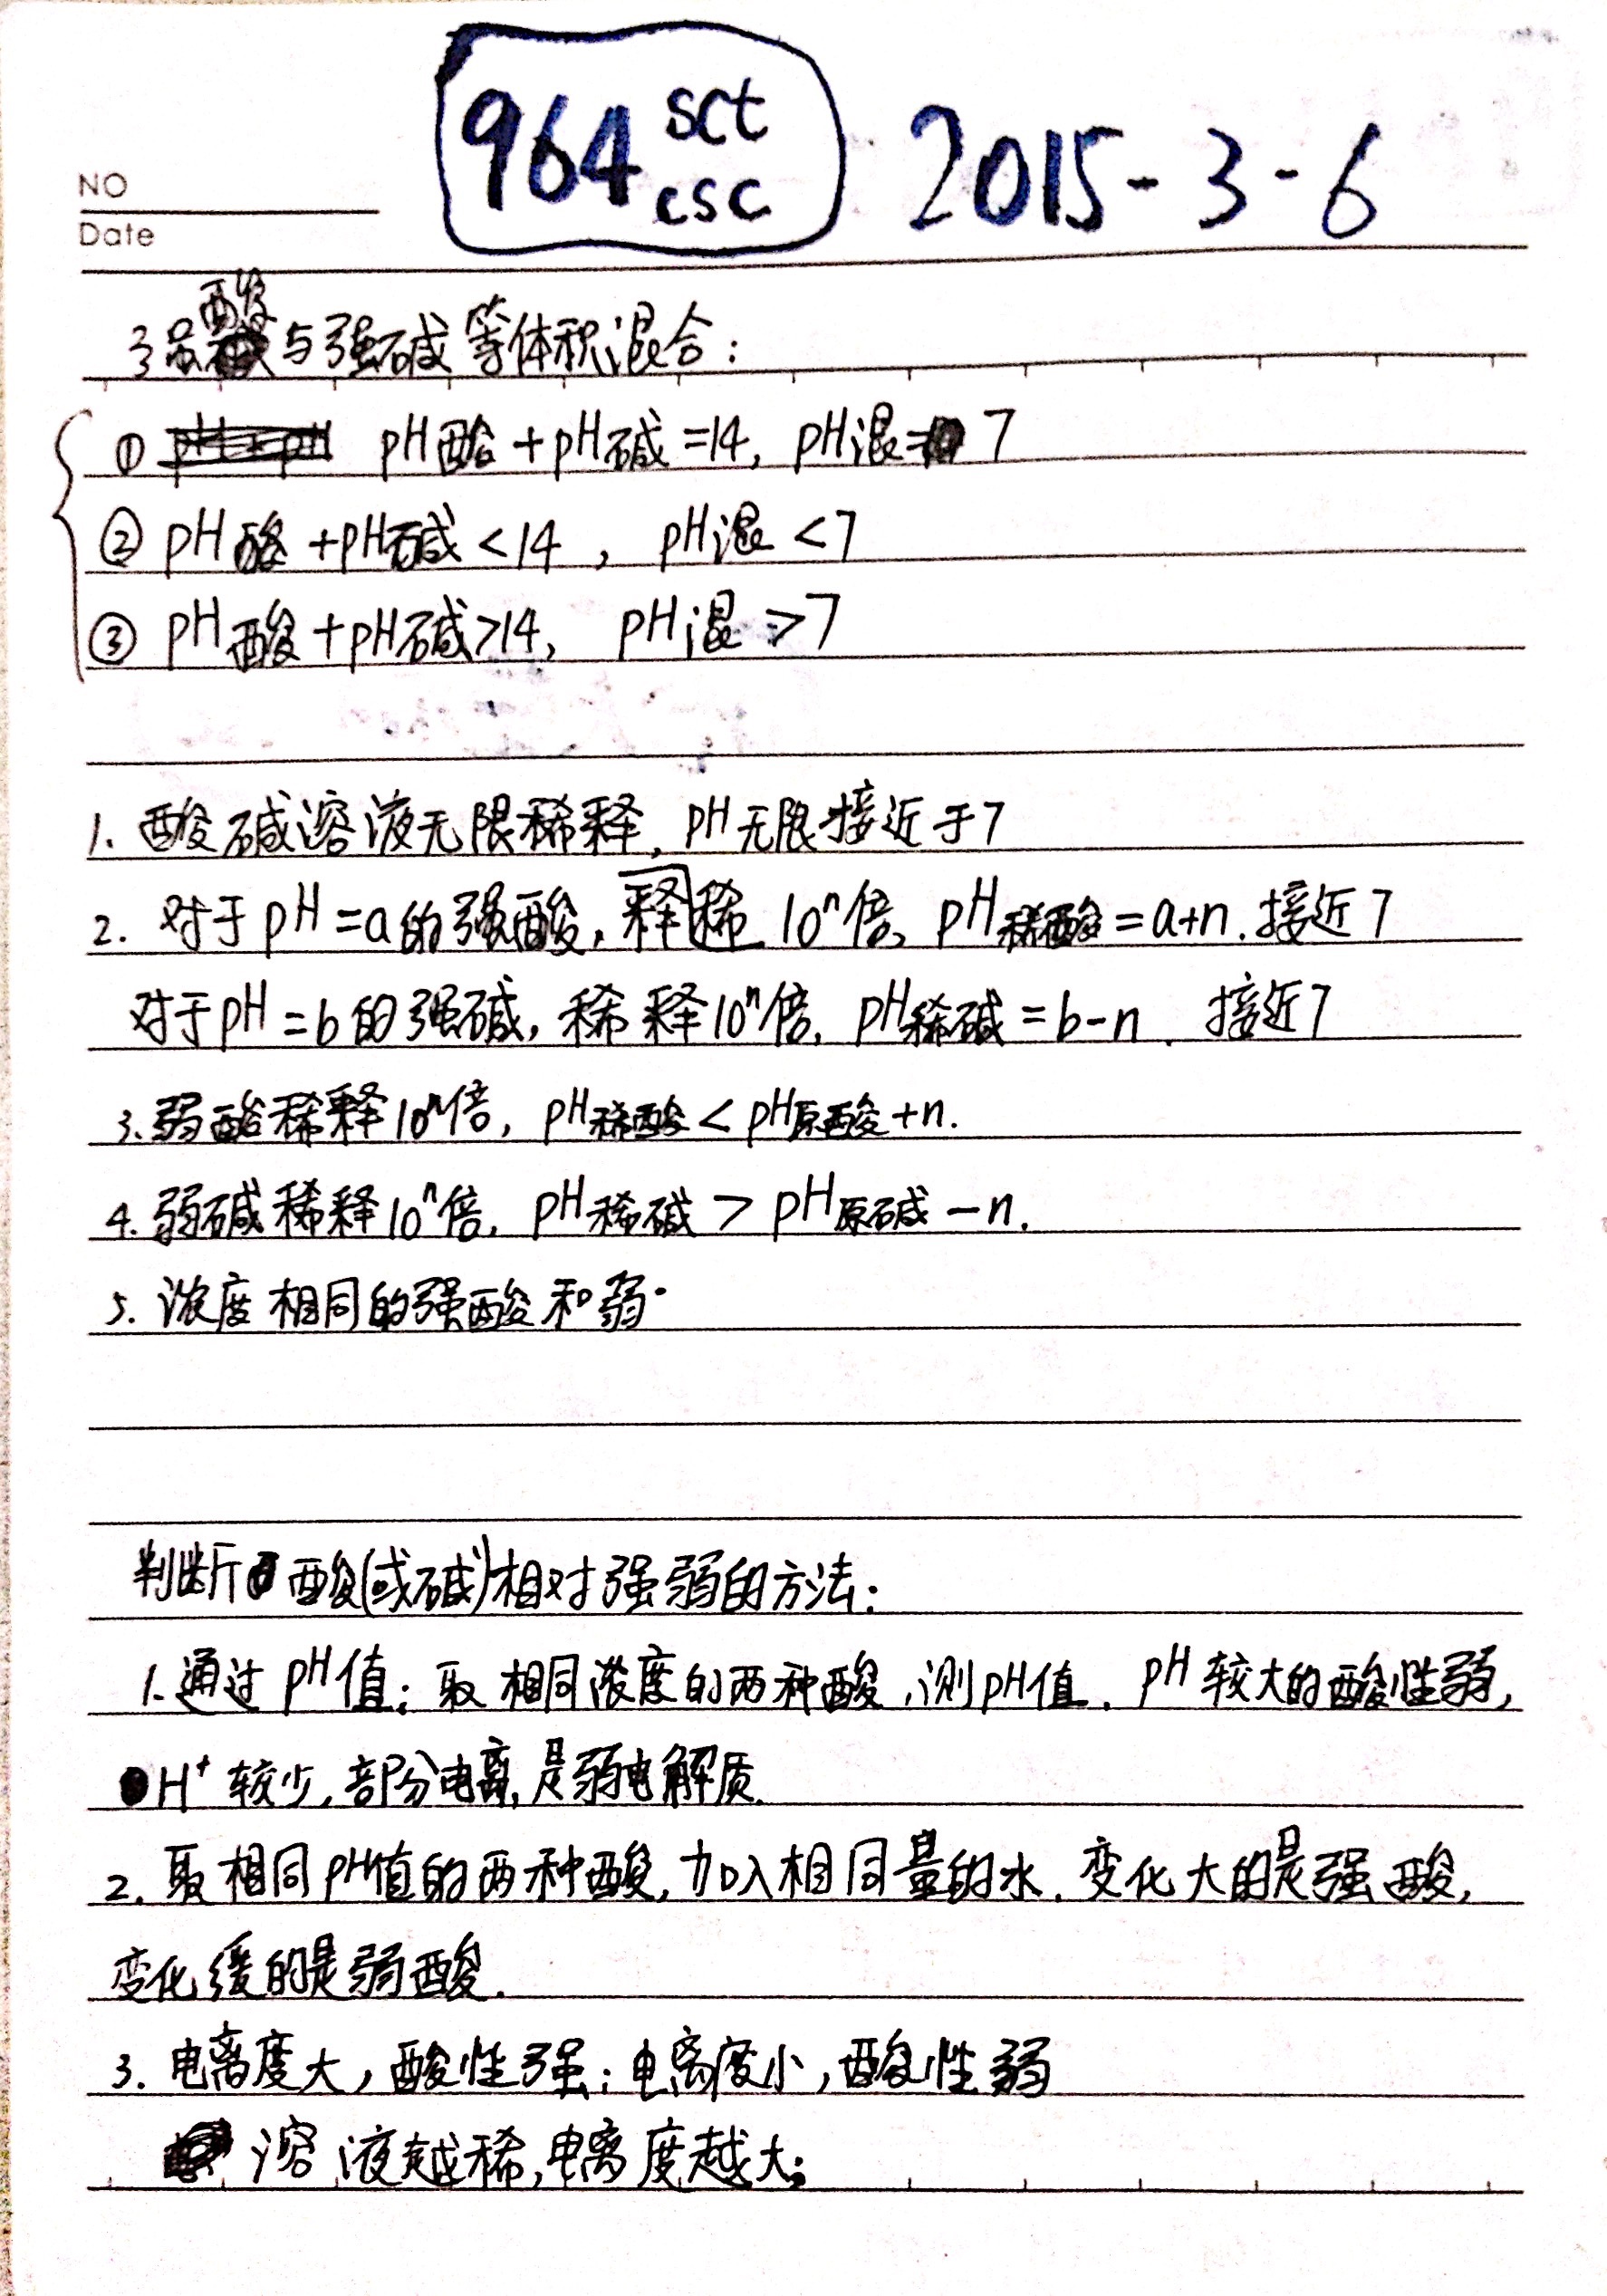 964 sct
csc
2015-3-6
NO
Date
强酸与强碱等体积混合：
① pH酸+pH碱=14, pH混=7
② pH酸+pH碱<14, pH混<7
③ pH酸+pH碱>14, pH混>7
1. 酸碱溶液无限稀释, pH无限接近于7
2. 对于pH=a的强酸, 释稀10ⁿ倍, pH稀酸=a+n. 接近7
对于pH=b的强碱, 稀释10ⁿ倍, pH稀碱=b-n. 接近7
3. 弱酸稀释10ⁿ倍, pH稀酸<pH原酸+n.
4. 弱碱稀释10ⁿ倍, pH稀碱>pH原碱-n.
5. 浓度相同的强酸和弱
判断酸(或碱)相对强弱的方法：
1. 通过pH值：取相同浓度的两种酸, 测pH值. pH较大的酸性弱,
H⁺较少, 部分电离, 是弱电解质.
2. 取相同pH值的两种酸, 加入相同量的水. 变化大的是强酸,
变化缓的是弱酸.
3. 电离度大, 酸性强; 电离度小, 酸性弱
溶液越稀, 电离度越大;